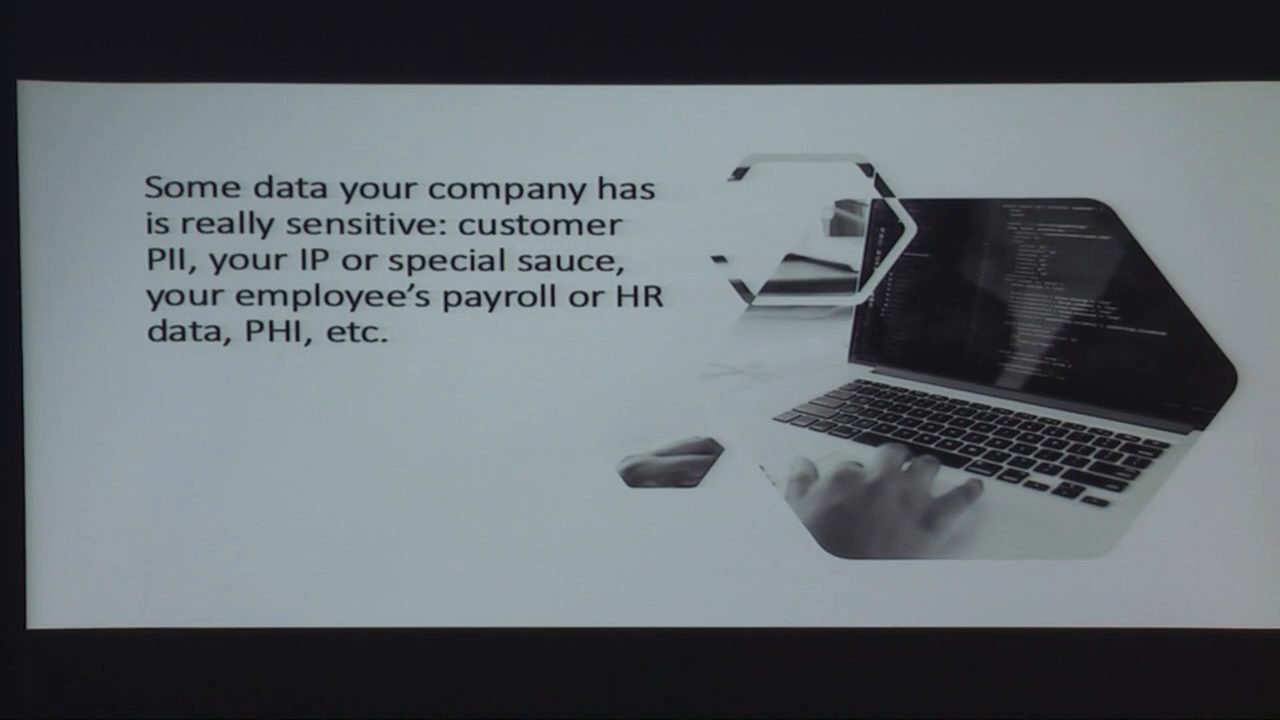 Some data your company has
is really sensitive: customer
PII, your IP or special sauce,
your employee's payroll or HR
data, PHI, etc.